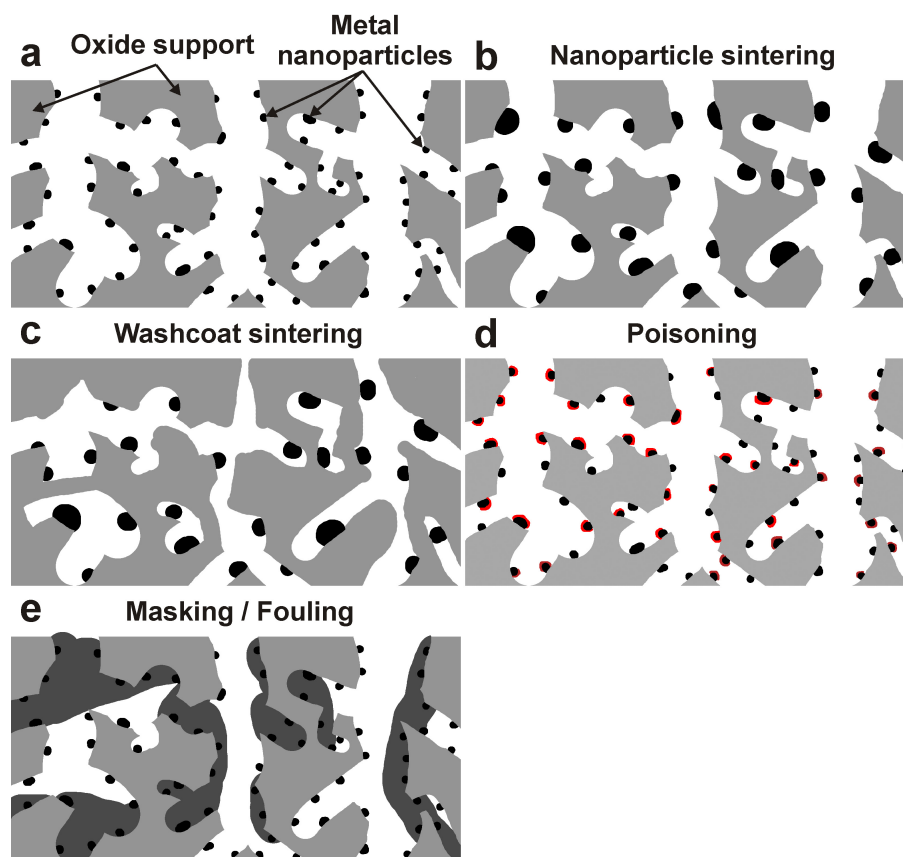 a
Oxide support
Metal
nanoparticles
b
Nanoparticle sintering
c
Washcoat sintering
d
Poisoning
e
Masking / Fouling